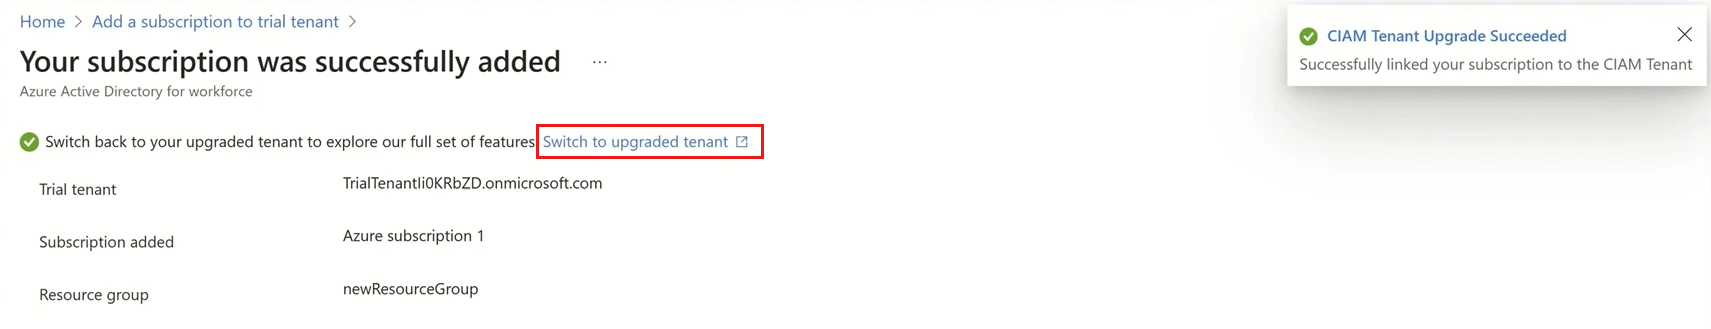 Home > Add a subscription to trial tenant >
Your subscription was successfully added ...
Azure Active Directory for workforce
CIAM Tenant Upgrade Succeeded
Successfully linked your subscription to the CIAM Tenant
Switch back to your upgraded tenant to explore our full set of features Switch to upgraded tenant
Trial tenant TrialTenantIi0KRbZD.onmicrosoft.com
Subscription added Azure subscription 1
Resource group newResourceGroup